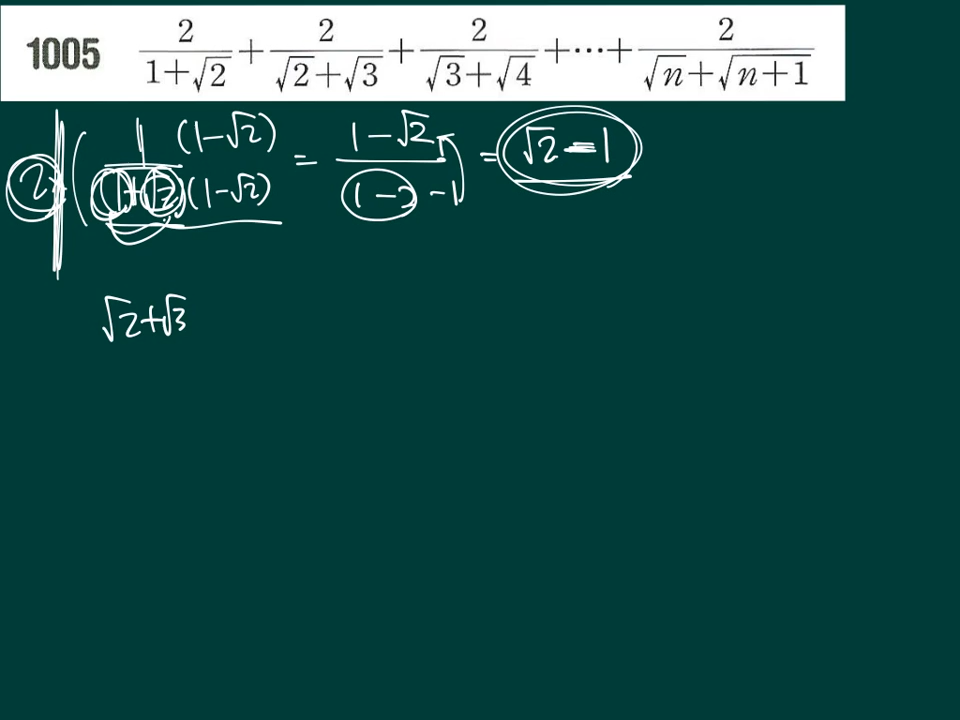 1005 2/(1+√2) + 2/(√2+√3) + 2/(√3+√4) +···+ 2/(√n+√n+1)
2 ( 1 (1-√2) / 1+√2 (1-√2) = 1-√2 / 1-2 -1 ) = √2-1
√2+√3